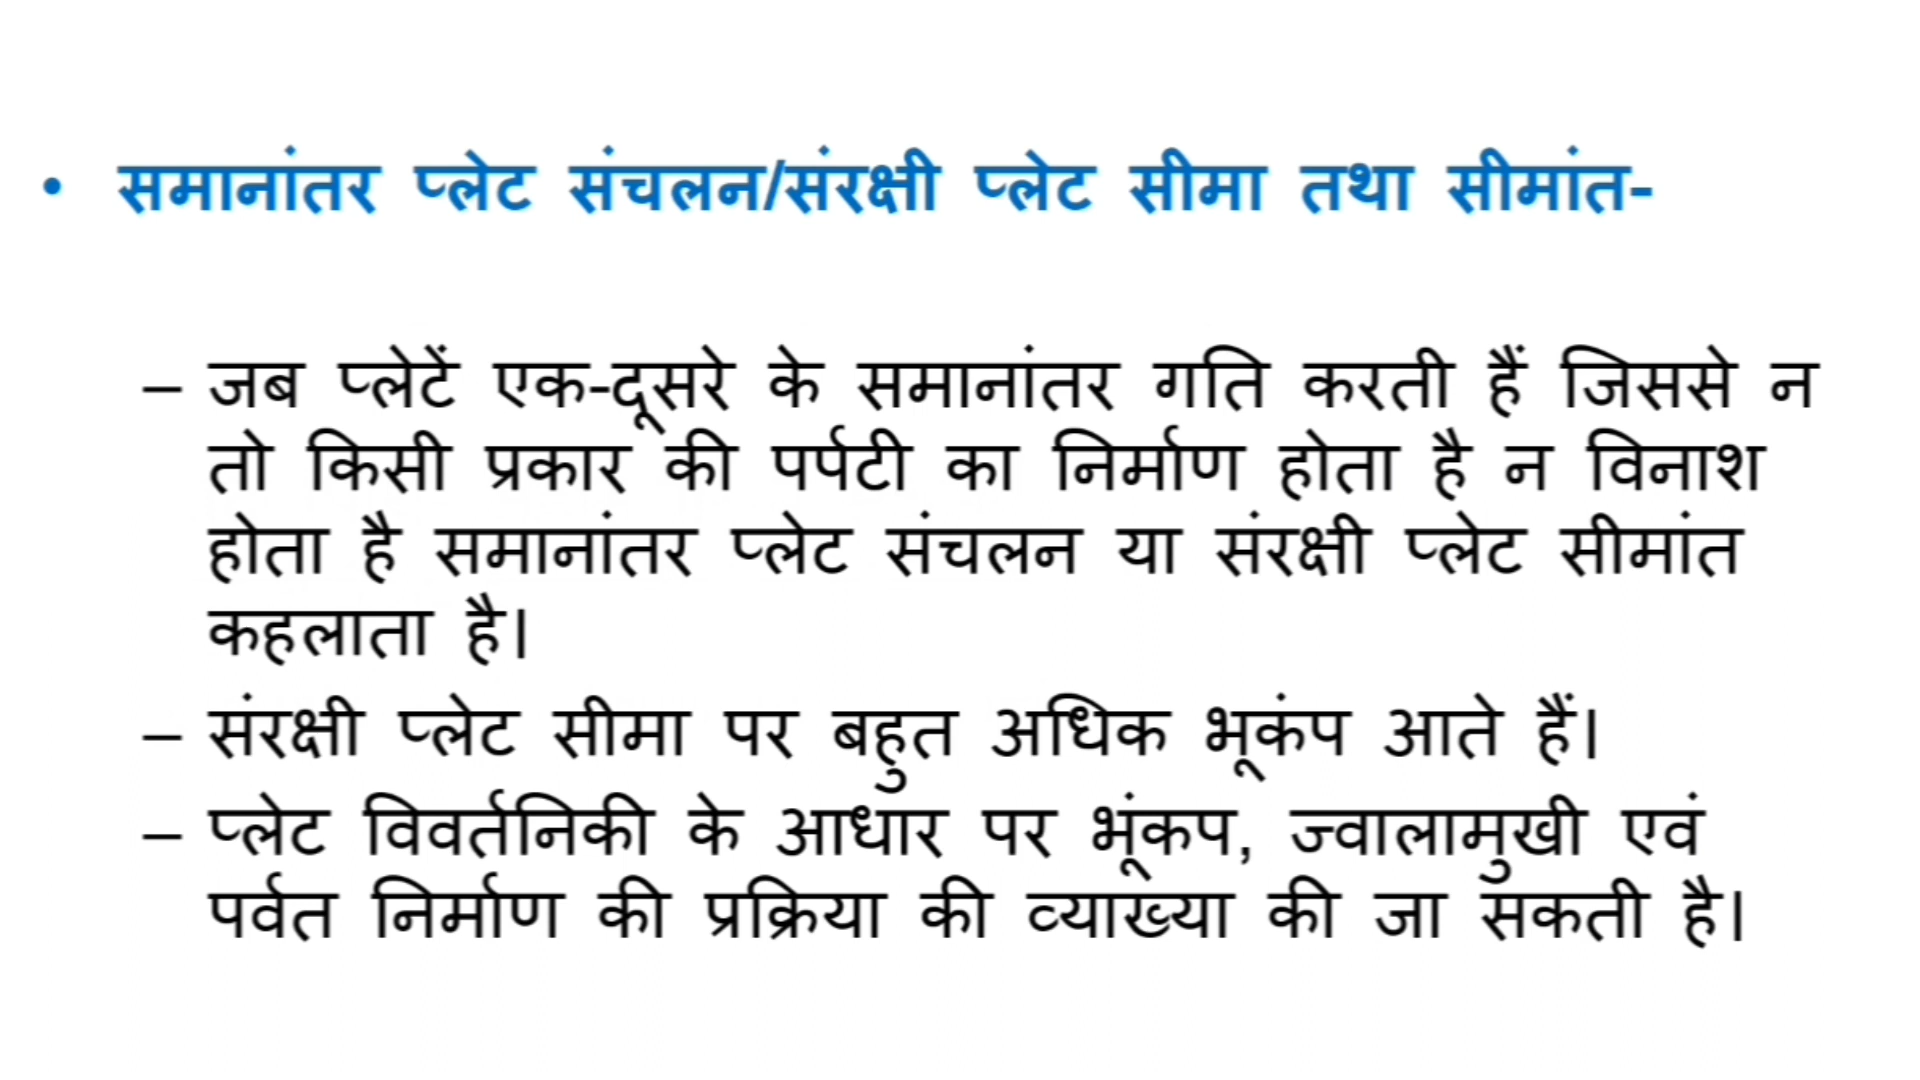 • समानांतर प्लेट संचलन/संरक्षी प्लेट सीमा तथा सीमांत-
– जब प्लेटें एक-दूसरे के समानांतर गति करती हैं जिससे न
तो किसी प्रकार की पर्पटी का निर्माण होता है न विनाश
होता है समानांतर प्लेट संचलन या संरक्षी प्लेट सीमांत
कहलाता है।
– संरक्षी प्लेट सीमा पर बहुत अधिक भूकंप आते हैं।
– प्लेट विवर्तनिकी के आधार पर भूंकप, ज्वालामुखी एवं
पर्वत निर्माण की प्रक्रिया की व्याख्या की जा सकती है।